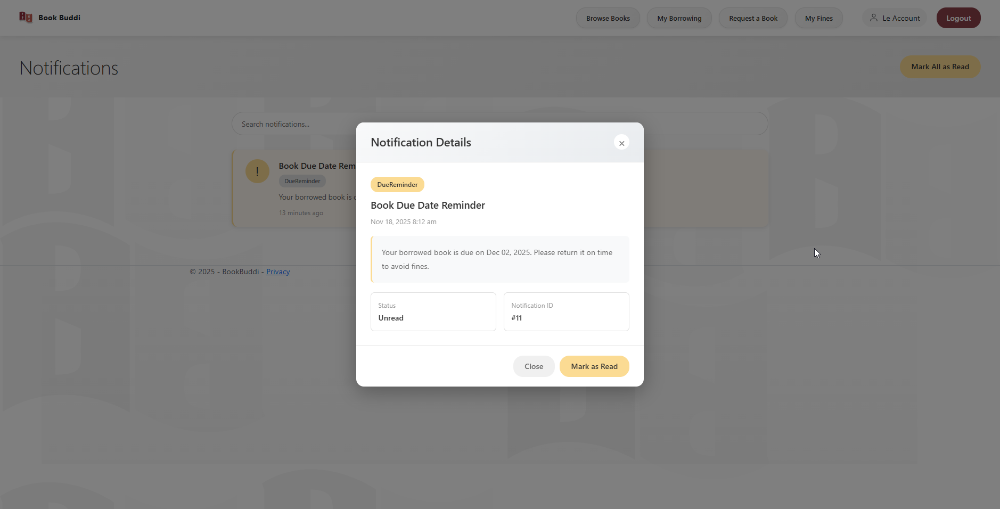 Book Buddi
Browse Books
My Borrowing
Request a Book
My Fines
Le Account
Logout
Notifications
Mark All as Read
Search notifications...
!
Book Due Date Rem
DueReminder
Your borrowed book is
13 minutes ago
Notification Details
×
DueReminder
Book Due Date Reminder
Nov 18, 2025 8:12 am
Your borrowed book is due on Dec 02, 2025. Please return it on time
to avoid fines.
Status
Unread
Notification ID
#11
Close
Mark as Read
© 2025 - BookBuddi - Privacy